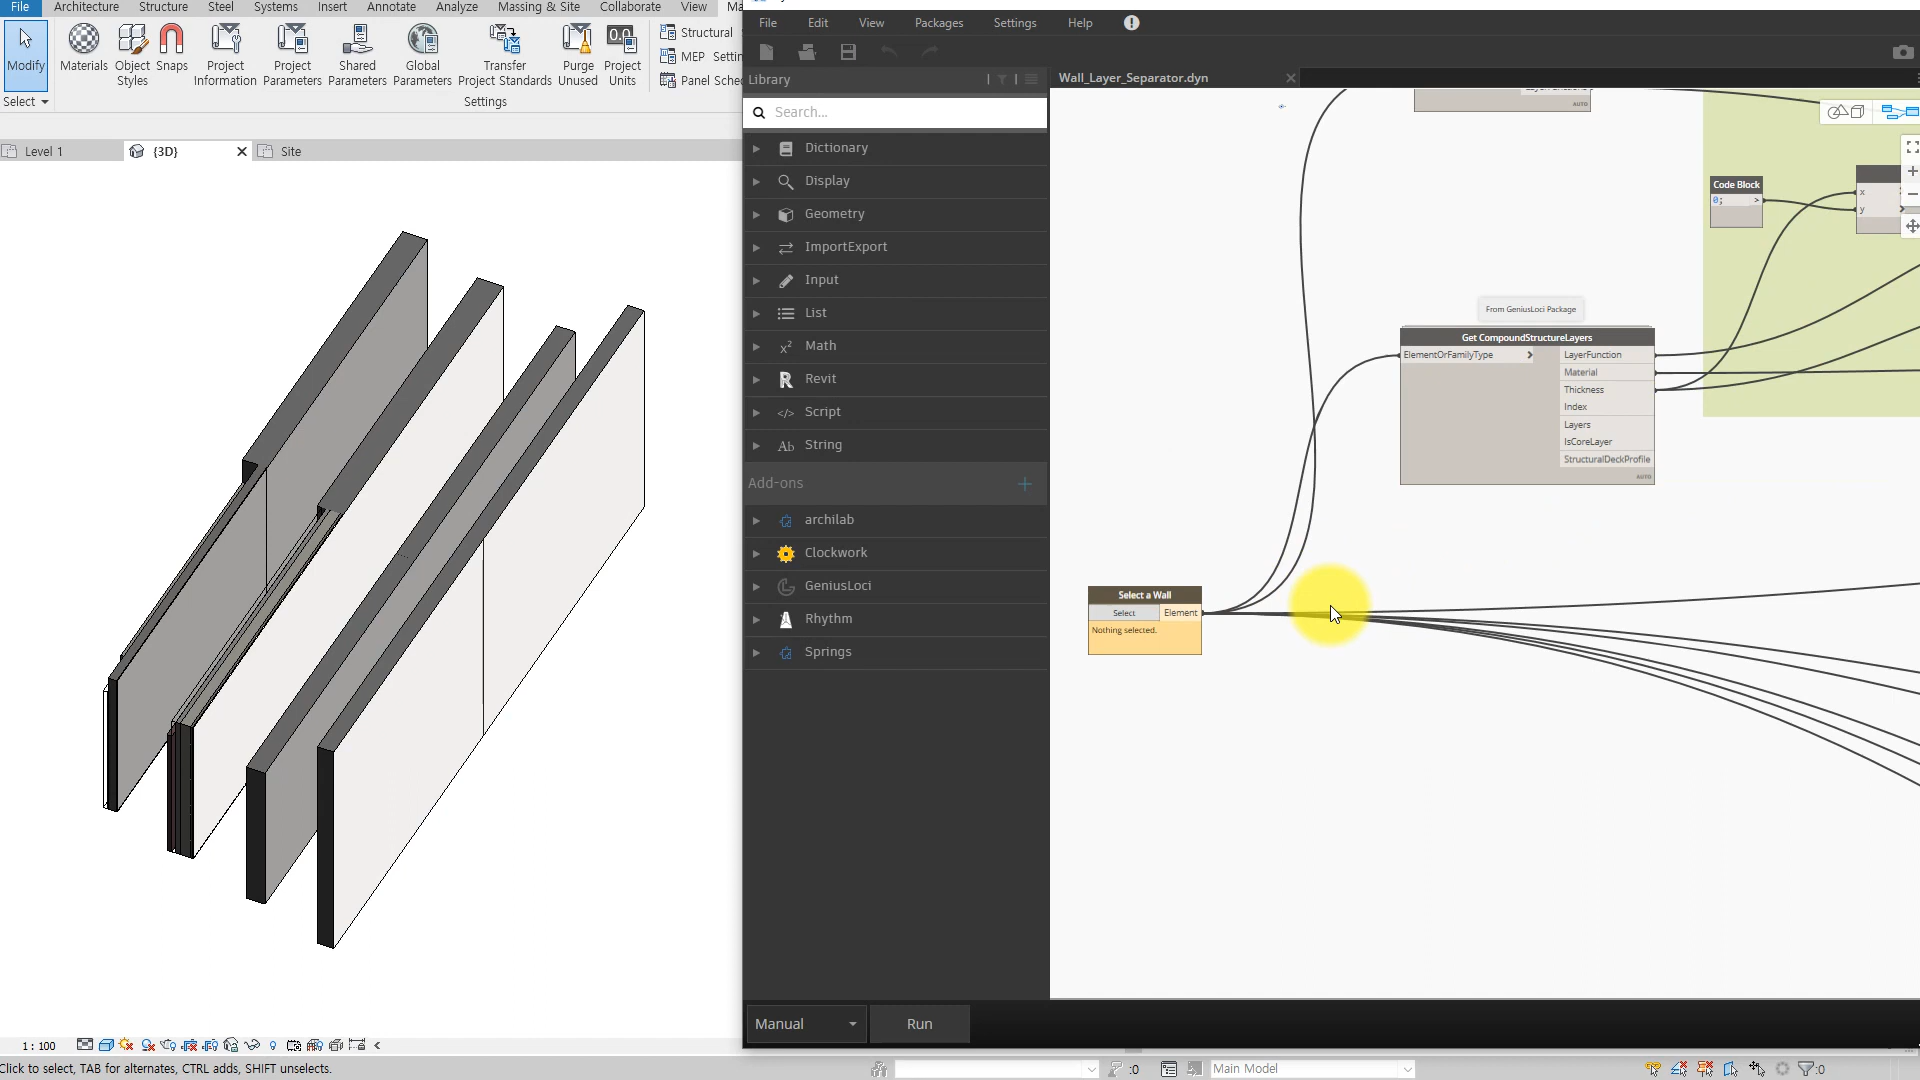 File Architecture Structure Steel Systems Insert Annotate Analyze Massing & Site Collaborate View
Modify
Materials
Object
Styles
Snaps
Project
Information
Project
Parameters
Shared
Parameters
Global
Parameters
Transfer
Project Standards
Purge
Unused
Project
Units
Structural
MEP
Panel
Select
Settings
Level 1
{3D}
Site
File Edit View Packages Settings Help
Library
Wall_Layer_Separator.dyn
Search...
Dictionary
Display
Geometry
ImportExport
Input
List
Math
Revit
Script
String
Add-ons
archilab
Clockwork
GeniusLoci
Rhythm
Springs
AUTO
Code Block
0; >
x
y
From GeniusLoci Package
Get CompoundStructureLayers
ElementOrFamilyType >
LayerFunction
Material
Thickness
Index
Layers
IsCoreLayer
StructuralDeckProfile
AUTO
Select a Wall
Select Element
Nothing selected.
Manual
Run
1 : 100
Click to select, TAB for alternates, CTRL adds, SHIFT unselects.
:0
Main Model
:0